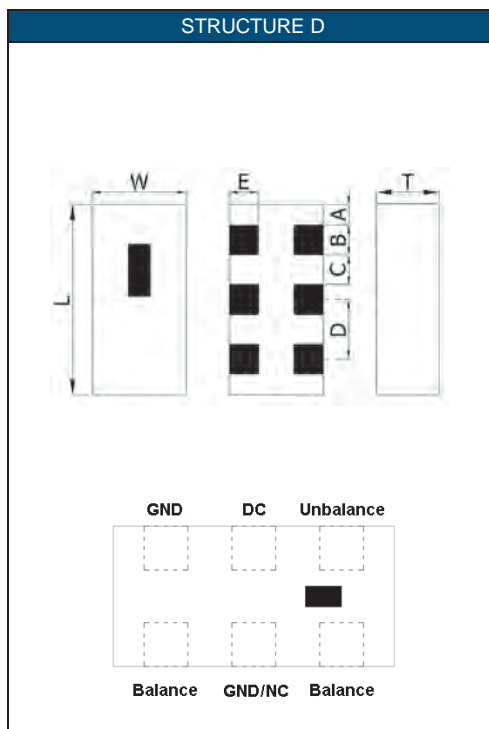 STRUCTURE D
W E T
A
B
C
D
L
GND DC Unbalance
Balance GND/NC Balance